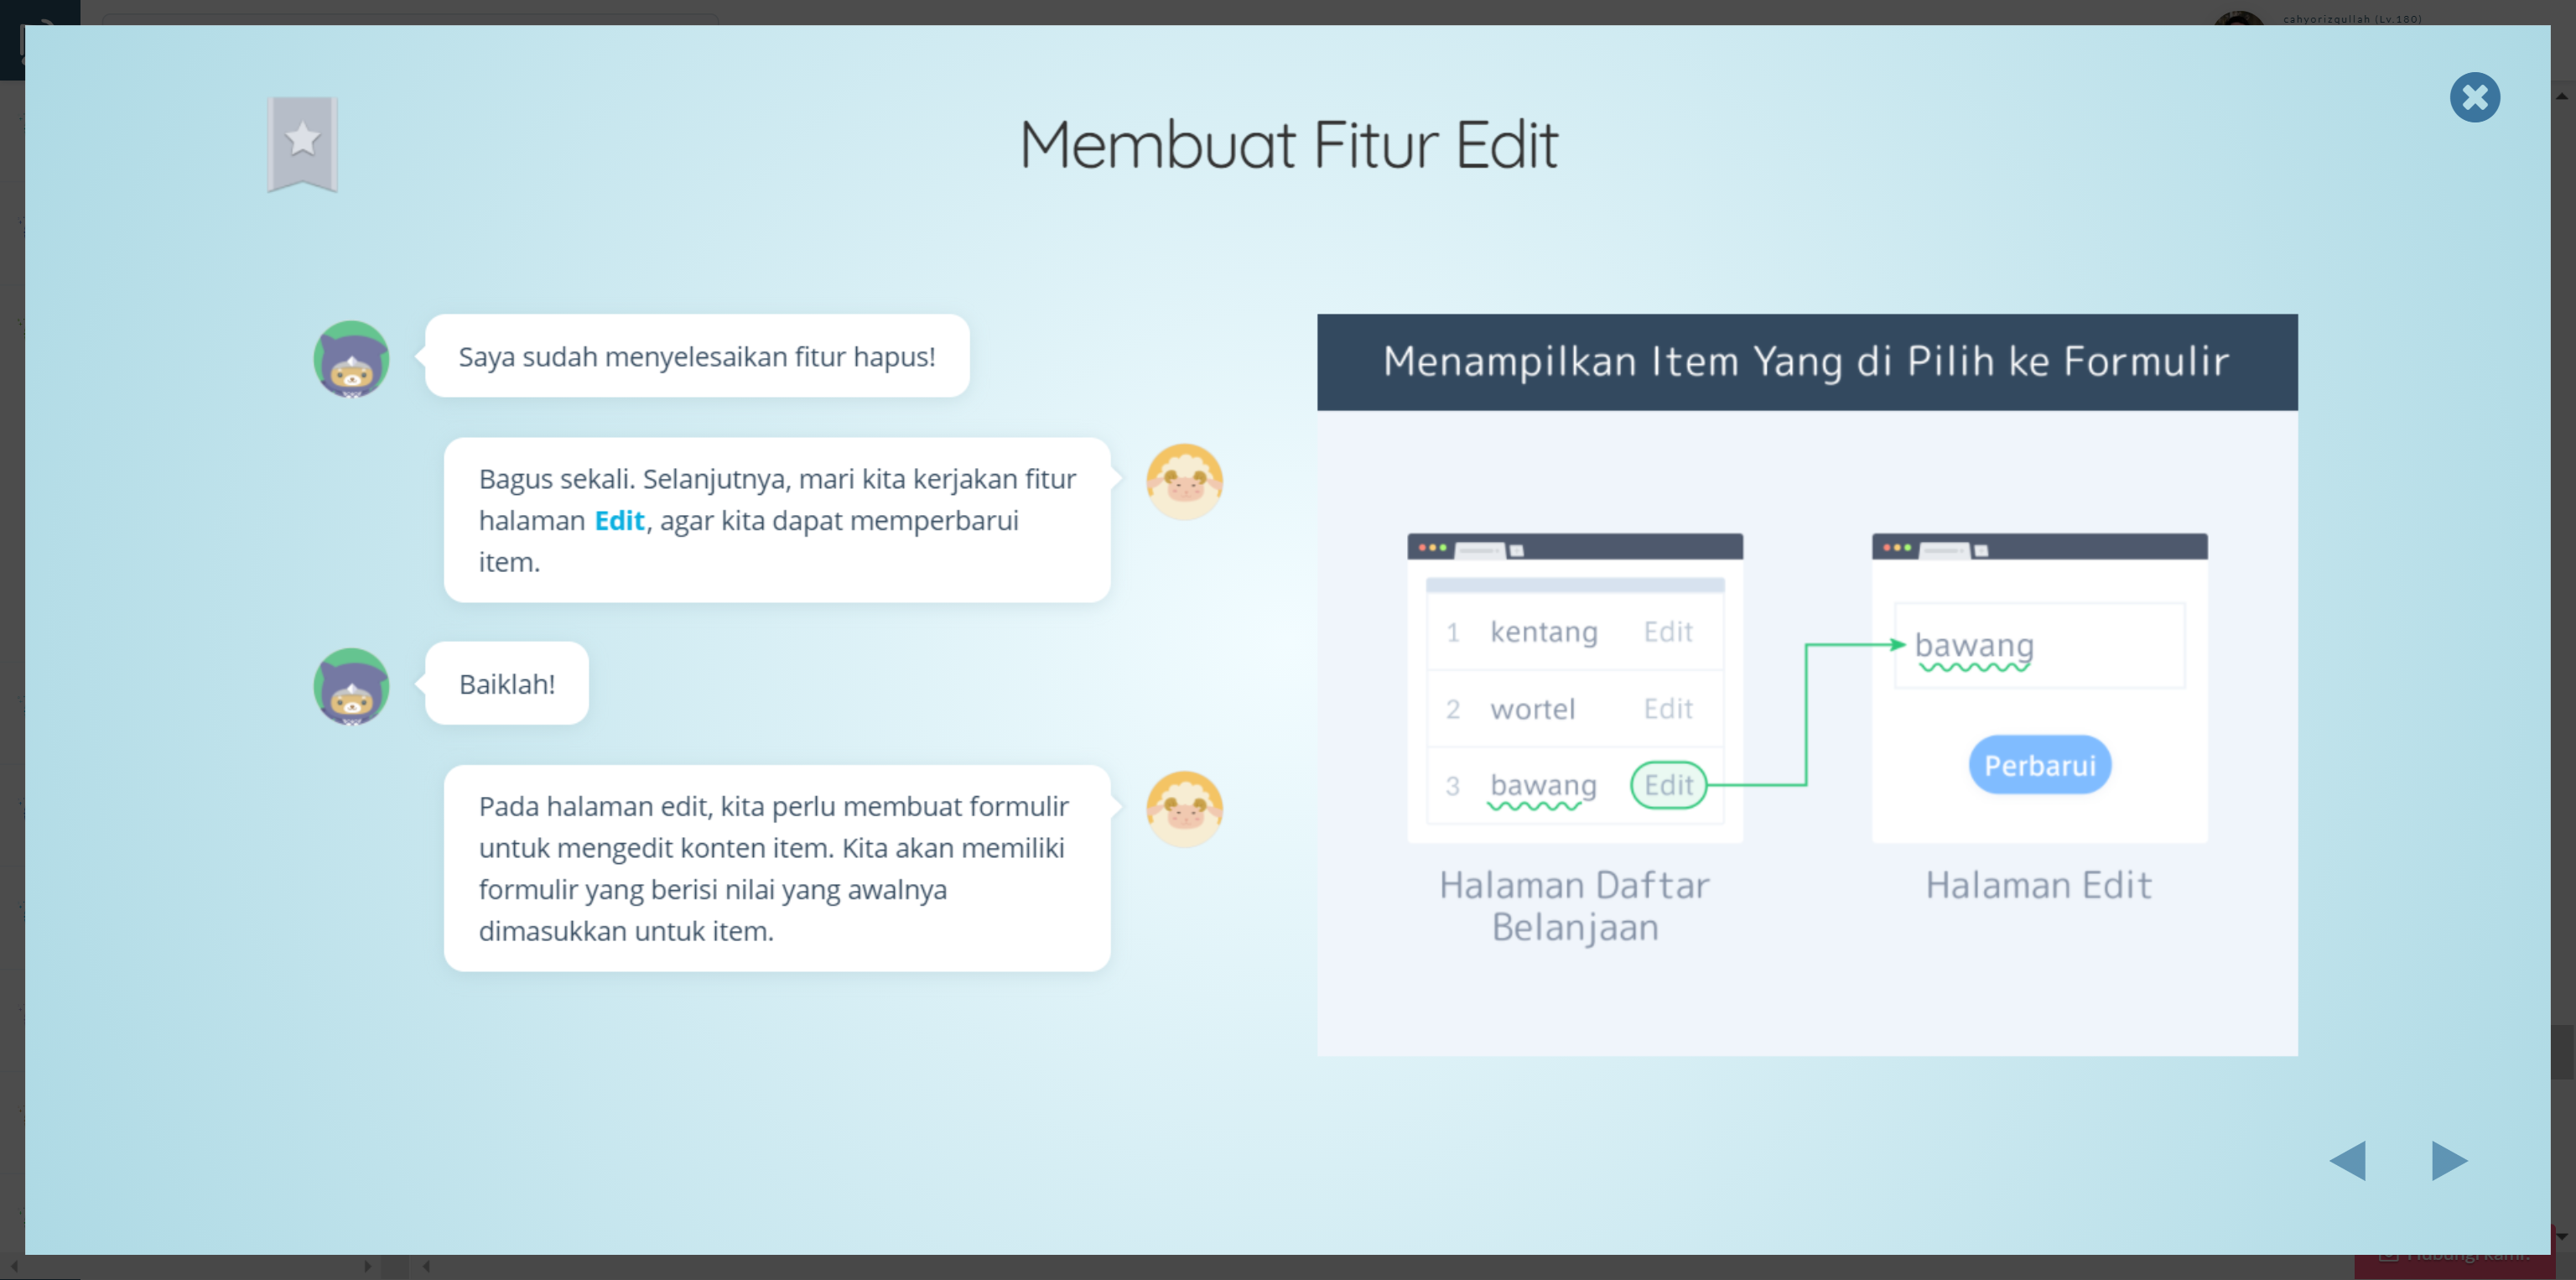 cahyorizqullah (Lv.180)
Membuat Fitur Edit
Saya sudah menyelesaikan fitur hapus!
Bagus sekali. Selanjutnya, mari kita kerjakan fitur
halaman Edit, agar kita dapat memperbarui
item.
Baiklah!
Pada halaman edit, kita perlu membuat formulir
untuk mengedit konten item. Kita akan memiliki
formulir yang berisi nilai yang awalnya
dimasukkan untuk item.
Menampilkan Item Yang di Pilih ke Formulir
1 kentang Edit
2 wortel Edit
3 bawang Edit
Halaman Daftar
Belanjaan
bawang
Perbarui
Halaman Edit
Hubungi kami!